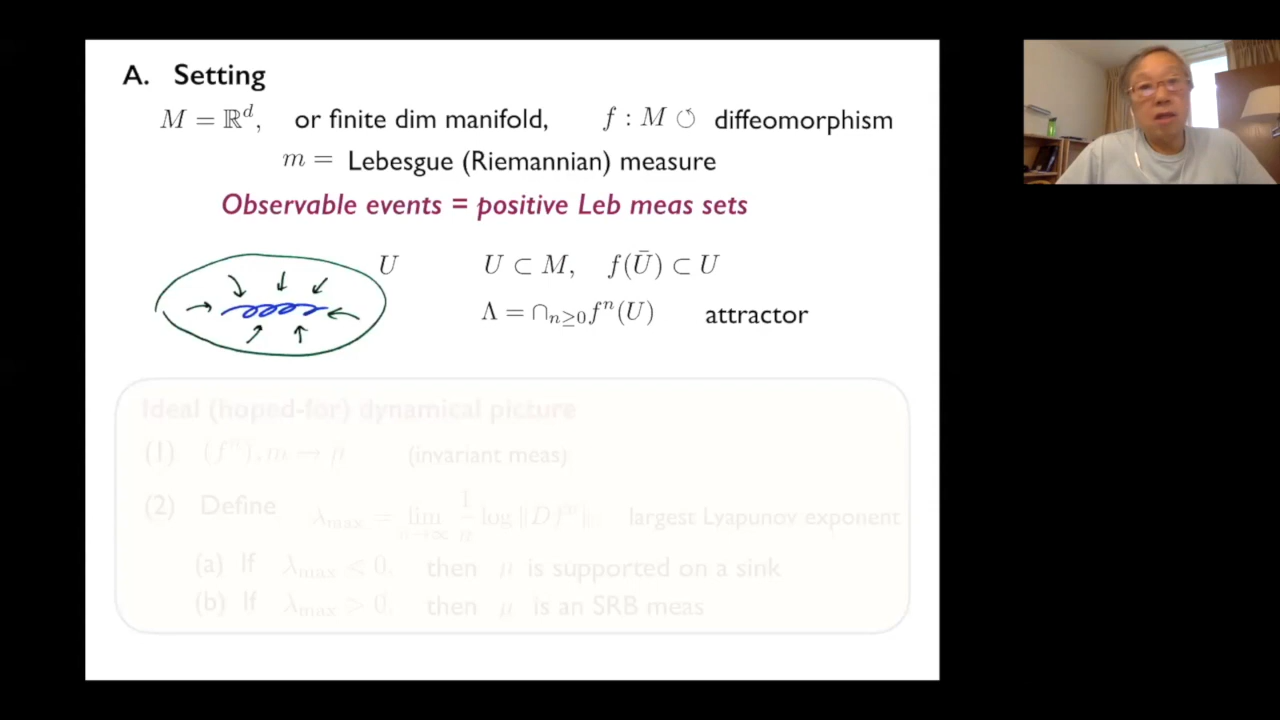 A. Setting
M = ℝ^d, or finite dim manifold, f : M ↺ diffeomorphism
m = Lebesgue (Riemannian) measure
Observable events = positive Leb meas sets
U U ⊂ M, f(Ū) ⊂ U
Λ = ∩_{n≥0} f^n(U) attractor
Ideal (hoped-for) dynamical picture
(1) (f^n)_* m → μ (invariant meas)
(2) Define λ_max = lim_{n→∞} 1/n log ‖Df^n‖ largest Lyapunov exponent
(a) If λ_max < 0, then μ is supported on a sink
(b) If λ_max > 0, then μ is an SRB meas